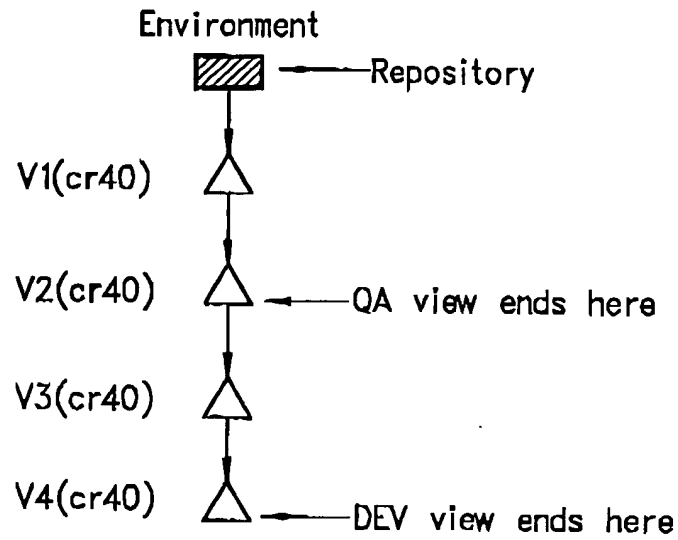 Environment
Repository
V1(cr40)
V2(cr40)
QA view ends here
V3(cr40)
V4(cr40)
DEV view ends here